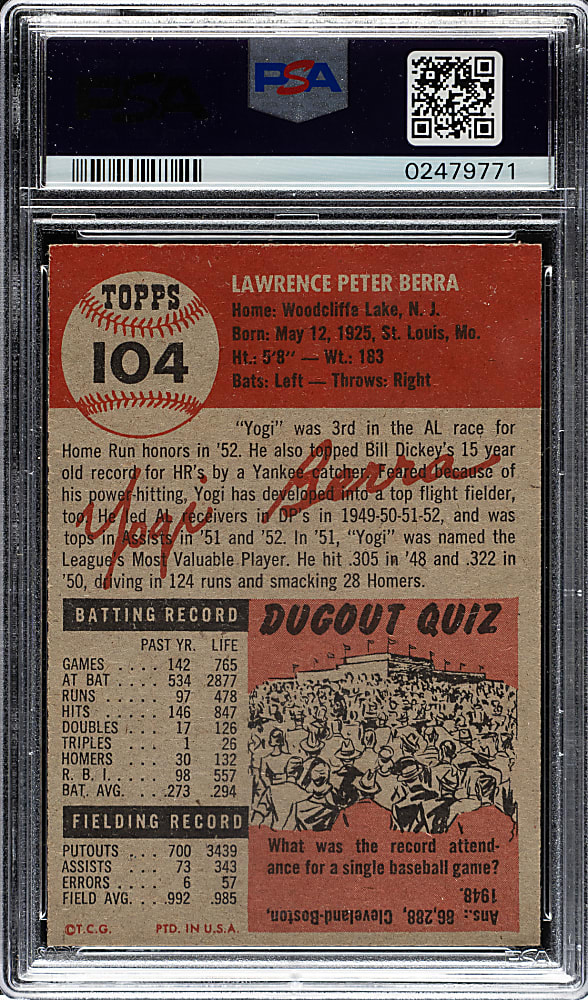 PSA
02479771
TOPPS
104
LAWRENCE PETER BERRA
Home: Woodcliffe Lake, N. J.
Born: May 12, 1925, St. Louis, Mo.
Ht.: 5'8" — Wt.: 183
Bats: Left — Throws: Right
"Yogi" was 3rd in the AL race for
Home Run honors in '52. He also topped Bill Dickey's 15 year
old record for HR's by a Yankee catcher. Feared because of
his power-hitting, Yogi has developed into a top flight fielder,
too. He led AL receivers in DP's in 1949-50-51-52, and was
tops in Assists in '51 and '52. In '51, "Yogi" was named the
League's Most Valuable Player. He hit .305 in '48 and .322 in
'50, driving in 124 runs and smacking 28 Homers.
Yogi Berra
BATTING RECORD
PAST YR. LIFE
GAMES .... 142 765
AT BAT .... 534 2877
RUNS .... 97 478
HITS .... 146 847
DOUBLES .. 17 126
TRIPLES ... 1 26
HOMERS ... 30 132
R. B. I. .... 98 557
BAT. AVG. .. .273 .294
FIELDING RECORD
PUTOUTS ... 700 3439
ASSISTS ... 73 343
ERRORS .... 6 57
FIELD AVG. .. .992 .985
©T.C.G. PTD. IN U.S.A.
DUGOUT QUIZ
What was the record attend-
ance for a single baseball game?
Ans.: 86,288, Cleveland-Boston,
1948.
PSA